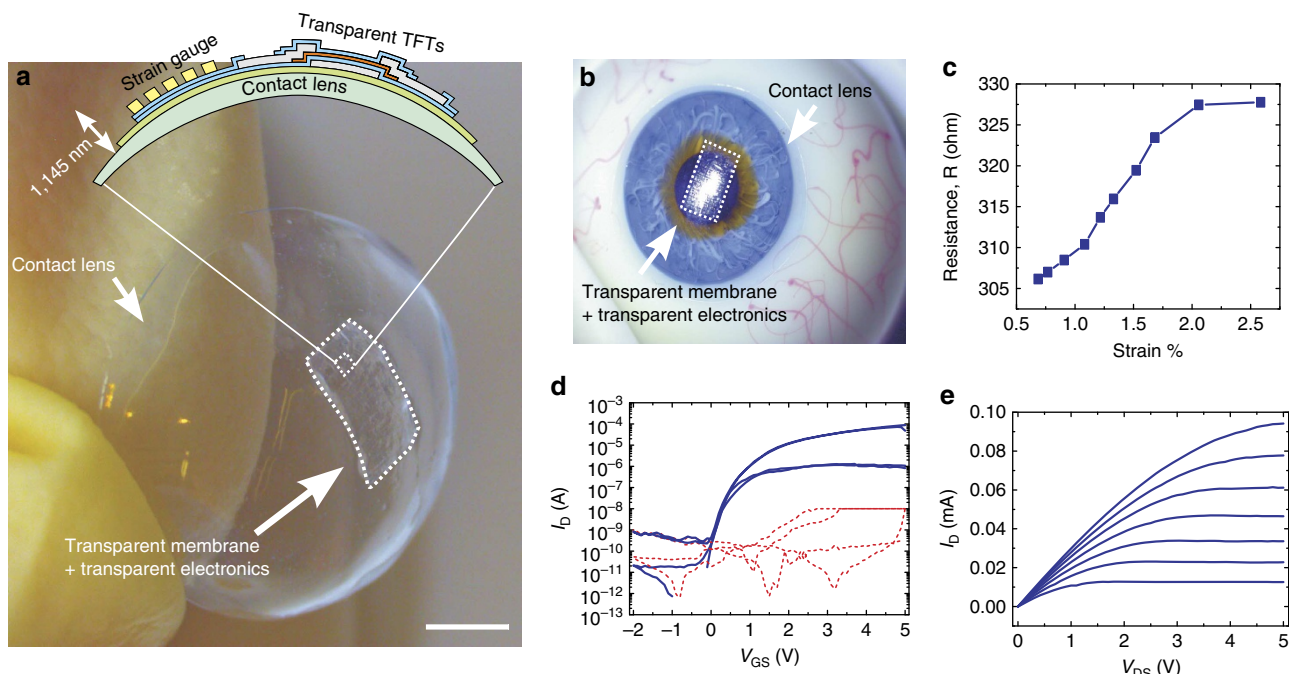 a
Strain gauge
Transparent TFTs
Contact lens
1,145 nm
Contact lens
Transparent membrane
+ transparent electronics
b
Contact lens
Transparent membrane
+ transparent electronics
c
Resistance, R (ohm)
330
325
320
315
310
305
0.5 1.0 1.5 2.0 2.5
Strain %
d
I_D (A)
10⁻³
10⁻⁴
10⁻⁵
10⁻⁶
10⁻⁷
10⁻⁸
10⁻⁹
10⁻¹⁰
10⁻¹¹
10⁻¹²
10⁻¹³
−2 −1 0 1 2 3 4 5
V_GS (V)
e
I_D (mA)
0.10
0.08
0.06
0.04
0.02
0.00
0 1 2 3 4 5
V_DS (V)